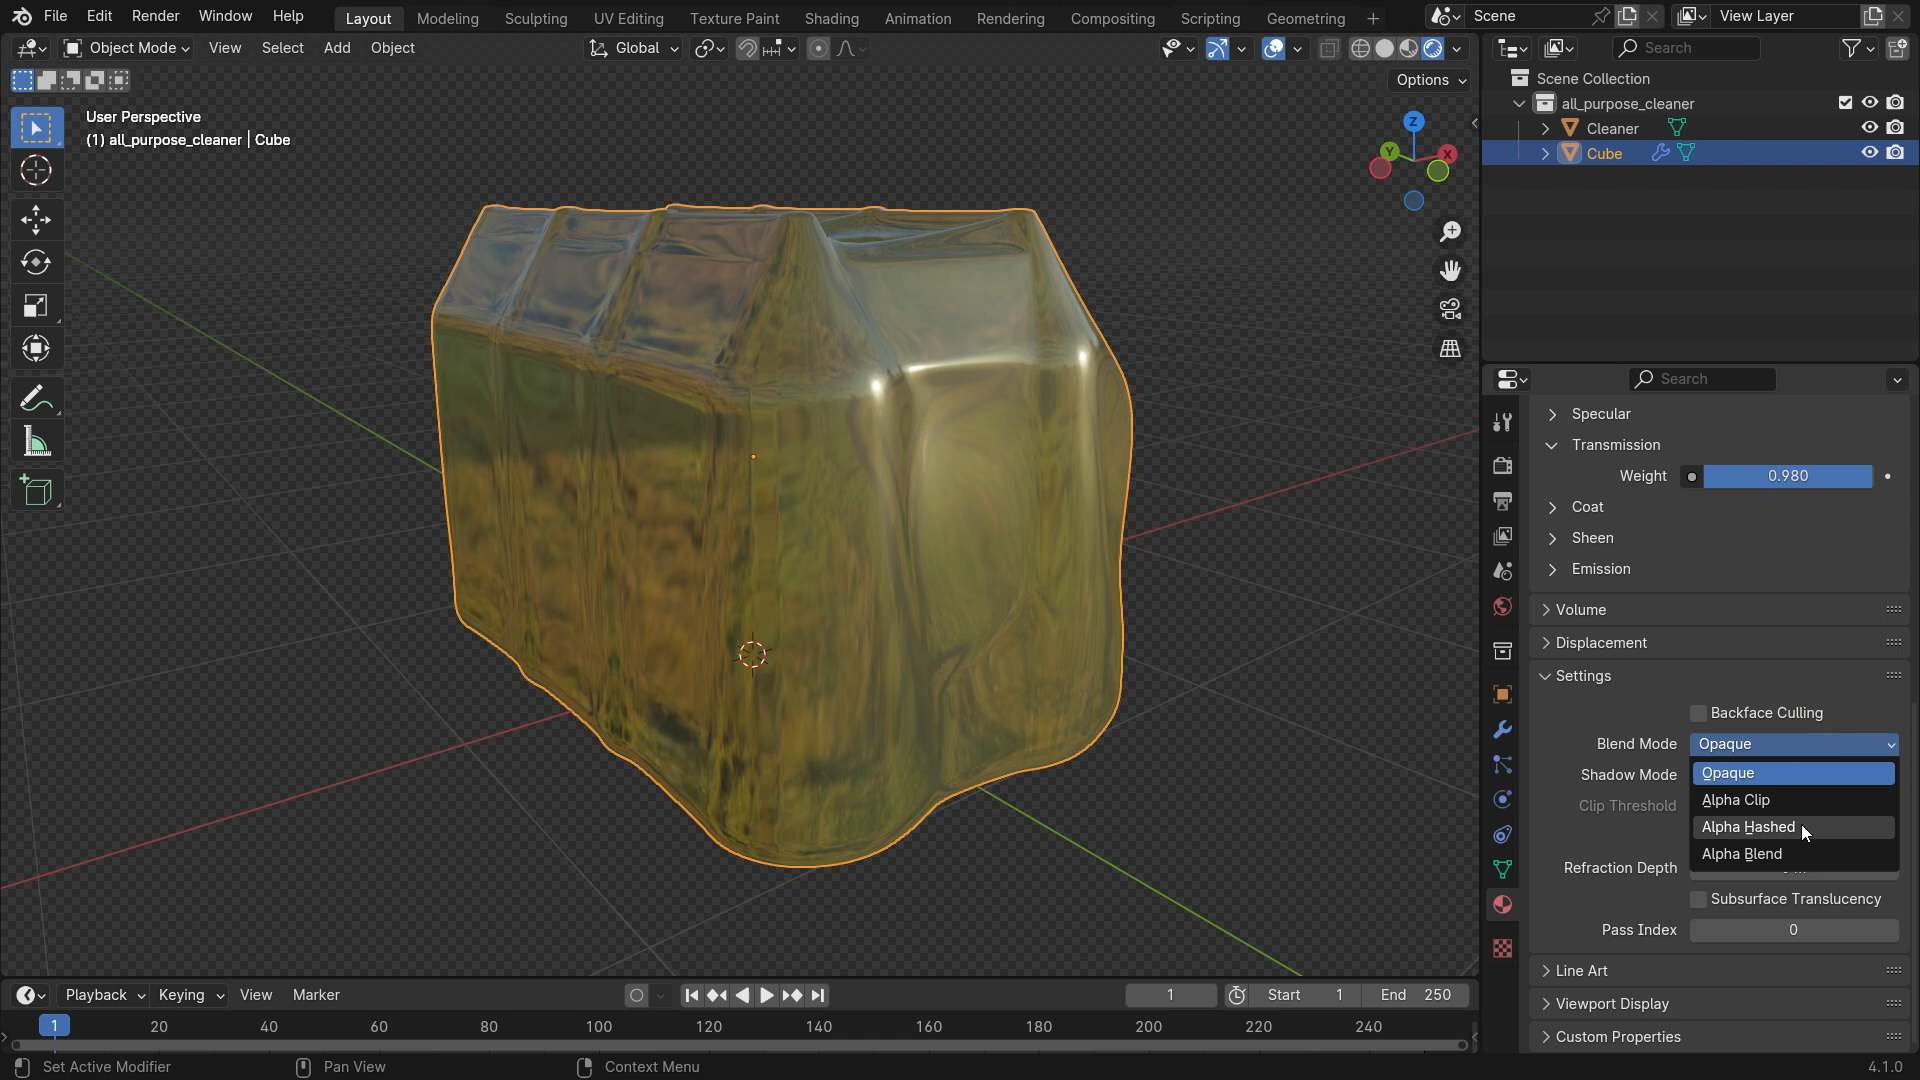 File Edit Render Window Help Layout Modeling Sculpting UV Editing Texture Paint Shading Animation Rendering Compositing Scripting Geometring Scene View Layer
Object Mode View Select Add Object Global Search
Options
User Perspective
(1) all_purpose_cleaner | Cube
Z
Y
X
Scene Collection
all_purpose_cleaner
Cleaner
Cube
Search
Specular
Transmission
Weight 0.980
Coat
Sheen
Emission
Volume
Displacement
Settings
Backface Culling
Blend Mode Opaque
Shadow Mode Opaque
Clip Threshold Alpha Clip
Alpha Hashed
Alpha Blend
Refraction Depth
Subsurface Translucency
Pass Index 0
Line Art
Viewport Display
Custom Properties
Playback Keying View Marker 1 Start 1 End 250
1 20 40 60 80 100 120 140 160 180 200 220 240
Set Active Modifier Pan View Context Menu 4.1.0